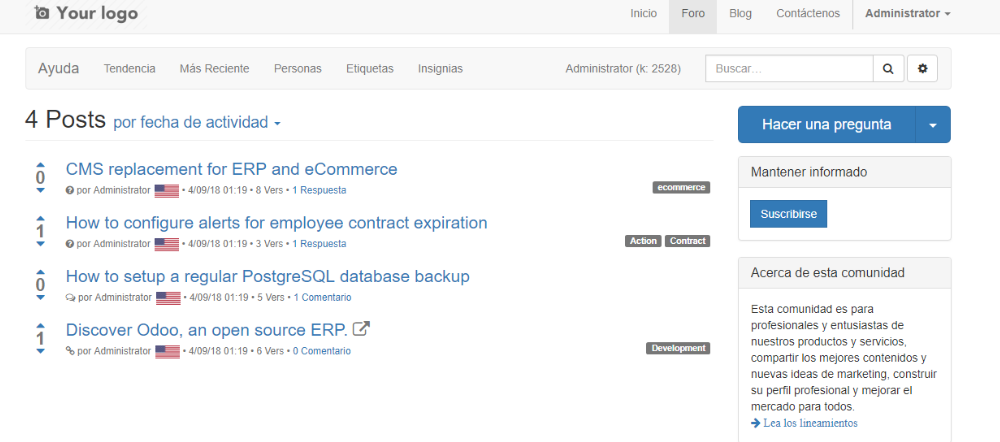 Your logo
Inicio Foro Blog Contáctenos Administrator
Ayuda Tendencia Más Reciente Personas Etiquetas Insignias Administrator (k: 2528) Buscar...
4 Posts por fecha de actividad
Hacer una pregunta
0
CMS replacement for ERP and eCommerce
por Administrator • 4/09/18 01:19 • 8 Vers • 1 Respuesta
ecommerce
1
How to configure alerts for employee contract expiration
por Administrator • 4/09/18 01:19 • 3 Vers • 1 Respuesta
Action Contract
0
How to setup a regular PostgreSQL database backup
por Administrator • 4/09/18 01:19 • 5 Vers • 1 Comentario
1
Discover Odoo, an open source ERP.
por Administrator • 4/09/18 01:19 • 6 Vers • 0 Comentario
Development
Mantener informado
Suscribirse
Acerca de esta comunidad
Esta comunidad es para
profesionales y entusiastas de
nuestros productos y servicios,
compartir los mejores contenidos y
nuevas ideas de marketing, construir
su perfil profesional y mejorar el
mercado para todos.
Lea los lineamientos